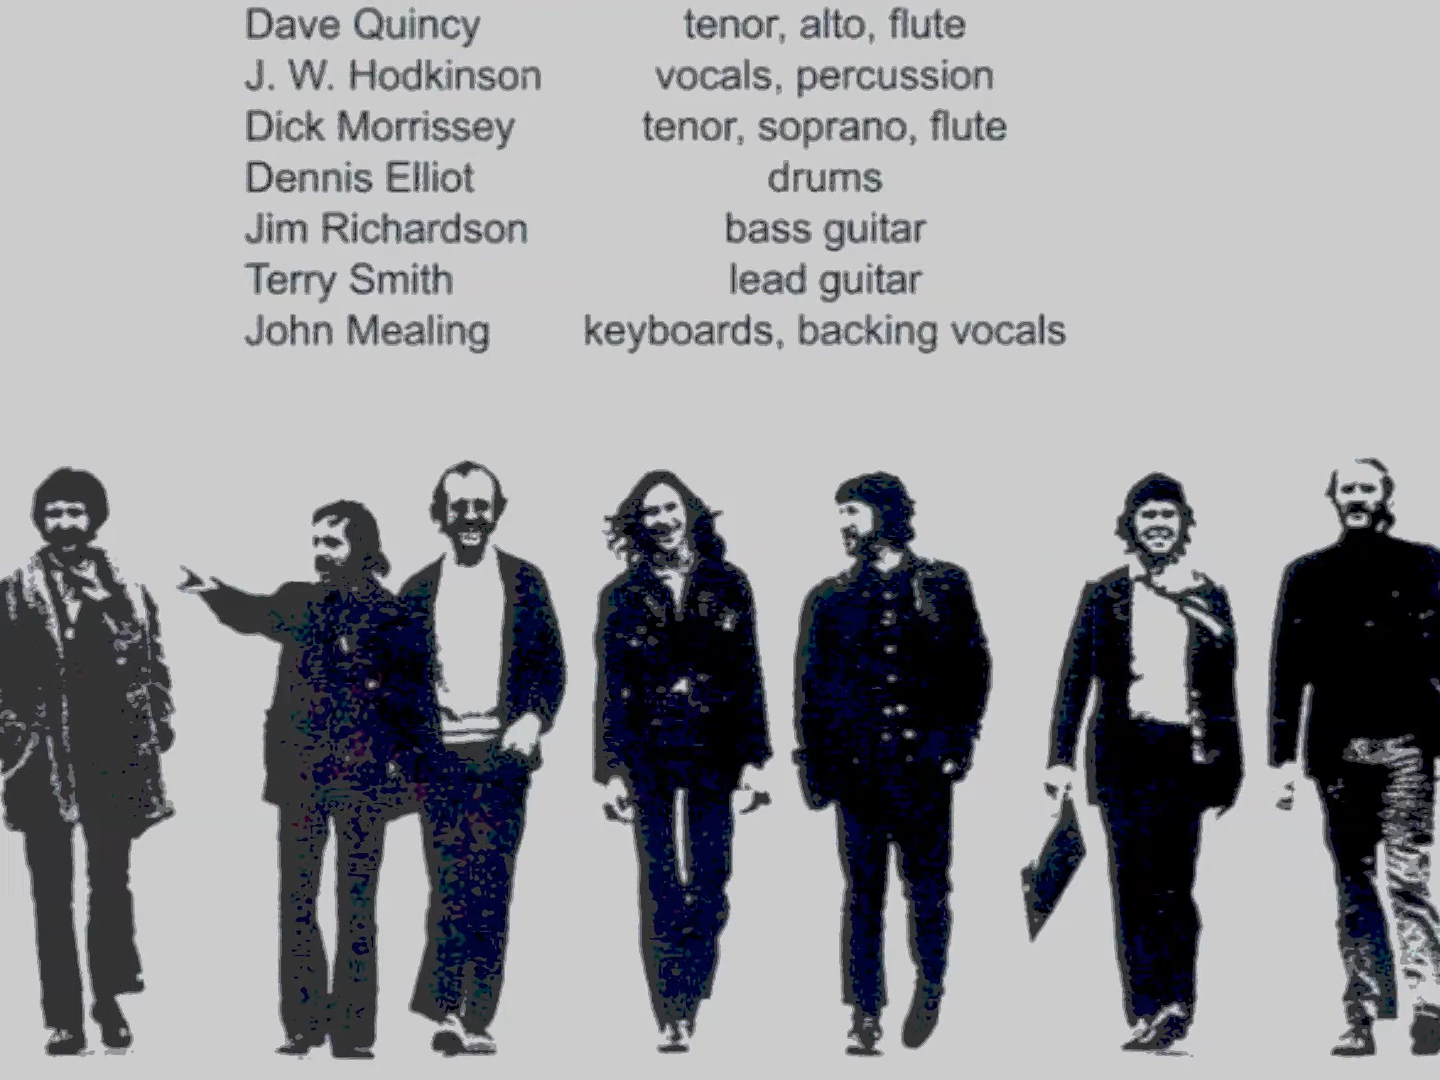 Dave Quincy tenor, alto, flute
J. W. Hodkinson vocals, percussion
Dick Morrissey tenor, soprano, flute
Dennis Elliot drums
Jim Richardson bass guitar
Terry Smith lead guitar
John Mealing keyboards, backing vocals